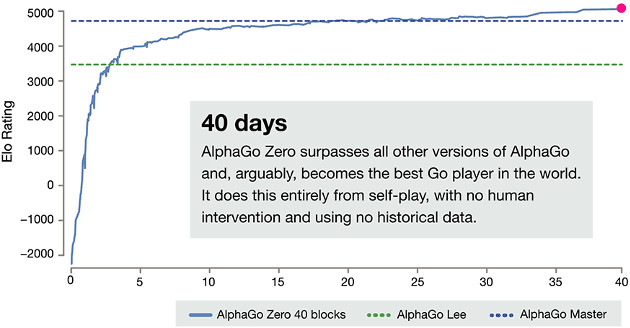 5000
4000
3000
2000
1000
0
−1000
−2000
Elo Rating
40 days
AlphaGo Zero surpasses all other versions of AlphaGo
and, arguably, becomes the best Go player in the world.
It does this entirely from self-play, with no human
intervention and using no historical data.
0 5 10 15 20 25 30 35 40
AlphaGo Zero 40 blocks AlphaGo Lee AlphaGo Master